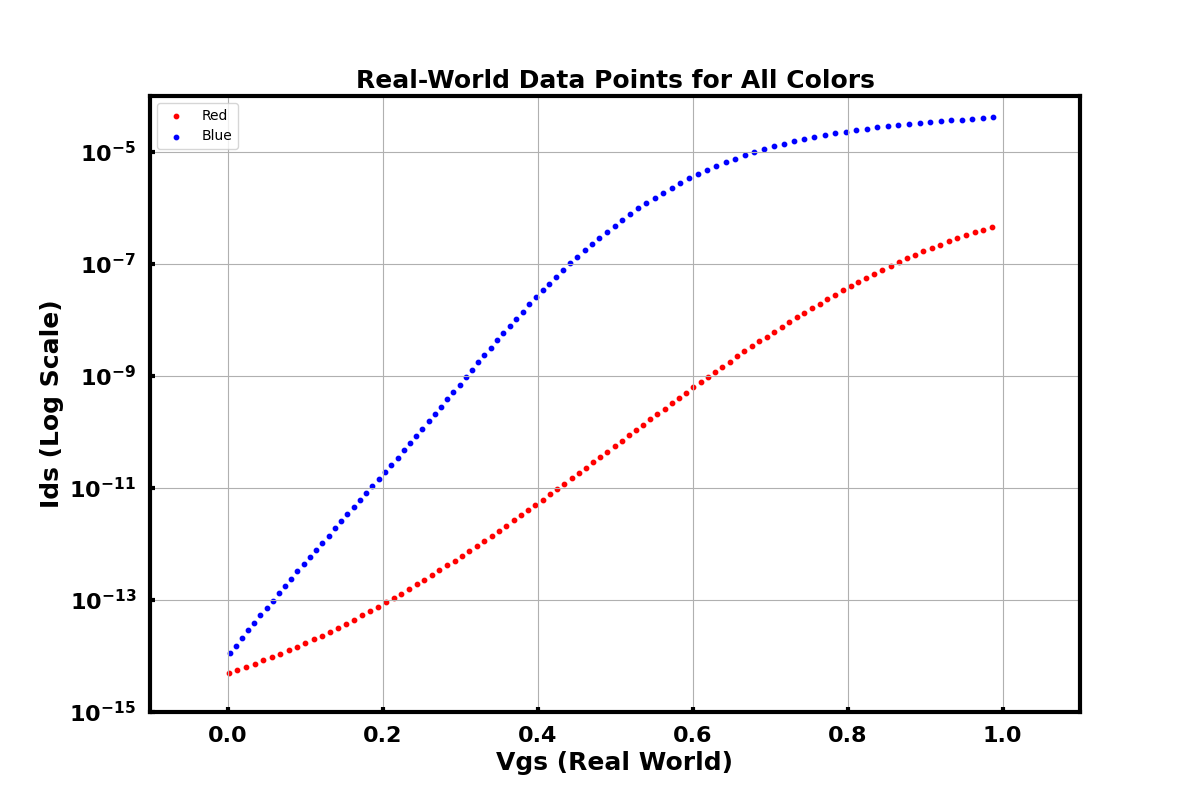 Real-World Data Points for All Colors
Red
Blue
10⁻⁵
10⁻⁷
10⁻⁹
10⁻¹¹
10⁻¹³
10⁻¹⁵
Ids (Log Scale)
0.0 0.2 0.4 0.6 0.8 1.0
Vgs (Real World)